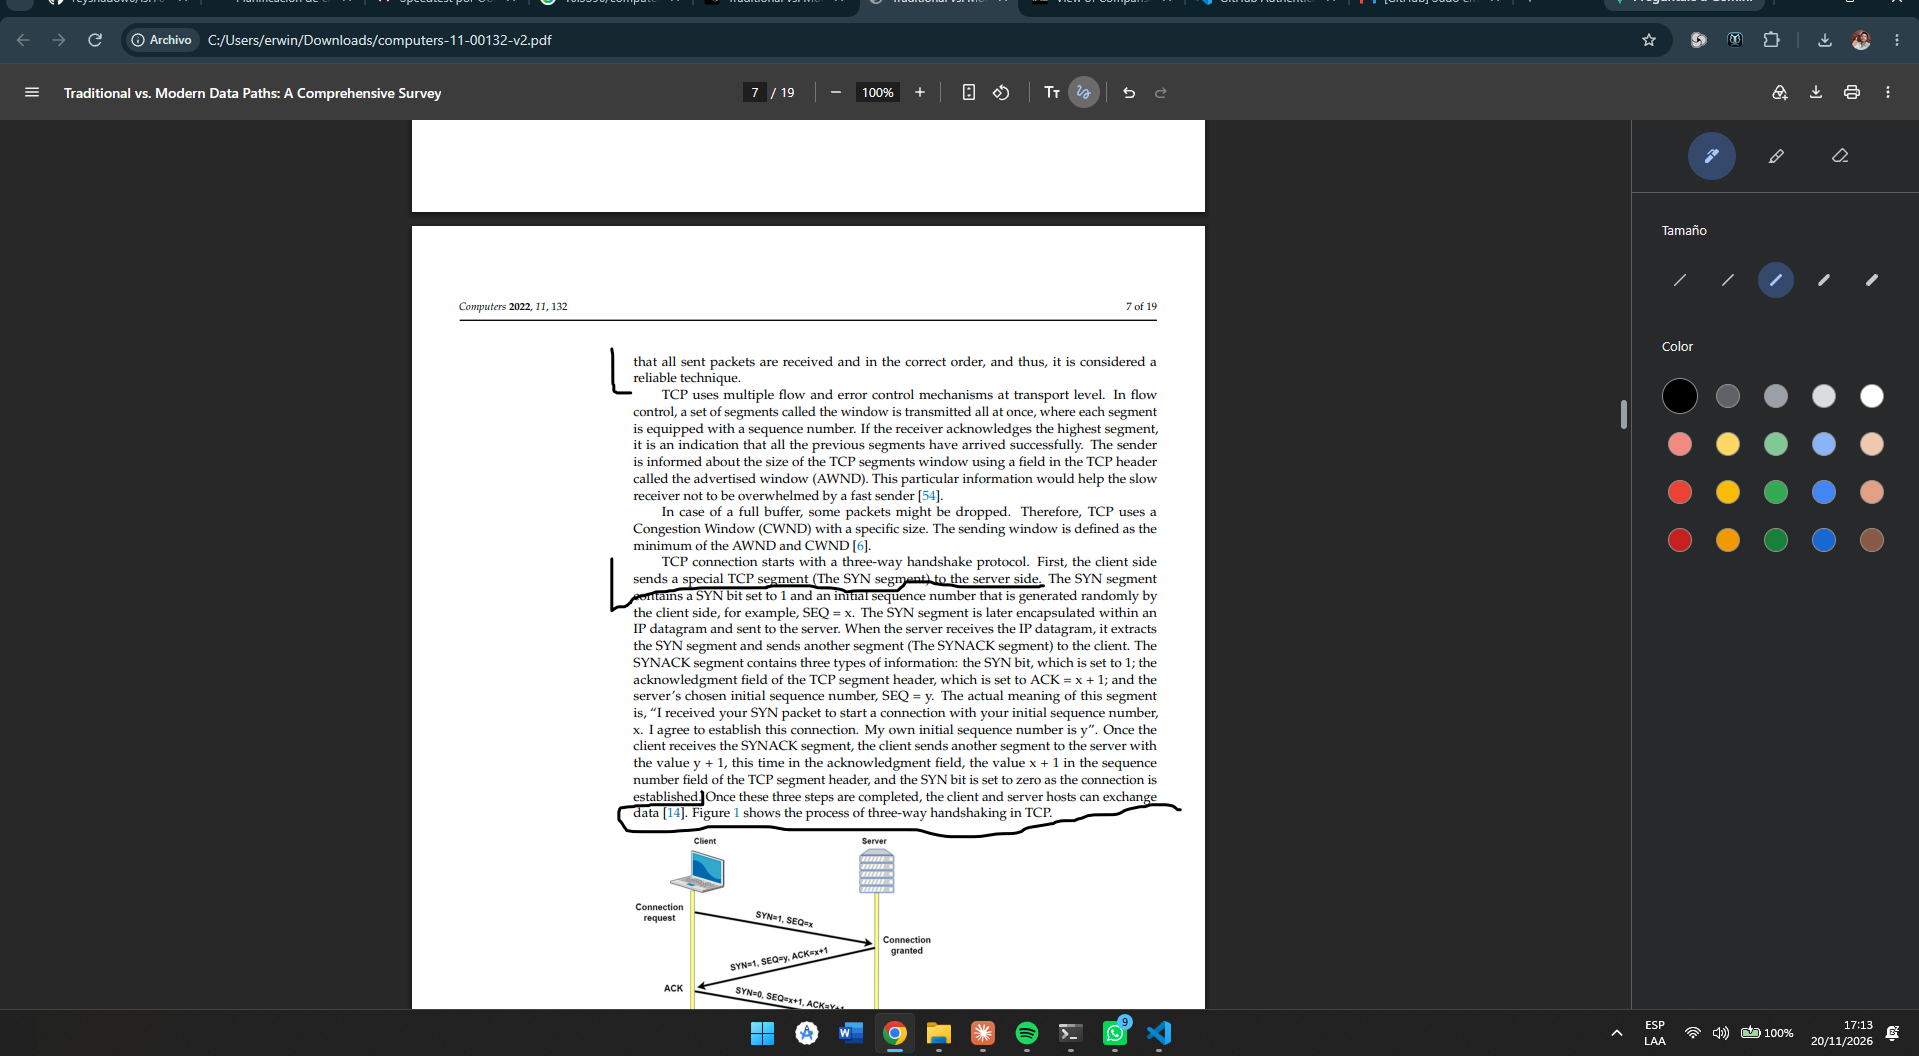 Archivo
C:/Users/erwin/Downloads/computers-11-00132-v2.pdf
Traditional vs. Modern Data Paths: A Comprehensive Survey
7 / 19
100%
Tamaño
Color
Computers 2022, 11, 132
7 of 19
that all sent packets are received and in the correct order, and thus, it is considered a
reliable technique.
TCP uses multiple flow and error control mechanisms at transport level. In flow
control, a set of segments called the window is transmitted all at once, where each segment
is equipped with a sequence number. If the receiver acknowledges the highest segment,
it is an indication that all the previous segments have arrived successfully. The sender
is informed about the size of the TCP segments window using a field in the TCP header
called the advertised window (AWND). This particular information would help the slow
receiver not to be overwhelmed by a fast sender [54].
In case of a full buffer, some packets might be dropped. Therefore, TCP uses a
Congestion Window (CWND) with a specific size. The sending window is defined as the
minimum of the AWND and CWND [6].
TCP connection starts with a three-way handshake protocol. First, the client side
sends a special TCP segment (The SYN segment) to the server side. The SYN segment
contains a SYN bit set to 1 and an initial sequence number that is generated randomly by
the client side, for example, SEQ = x. The SYN segment is later encapsulated within an
IP datagram and sent to the server. When the server receives the IP datagram, it extracts
the SYN segment and sends another segment (The SYNACK segment) to the client. The
SYNACK segment contains three types of information: the SYN bit, which is set to 1; the
acknowledgment field of the TCP segment header, which is set to ACK = x + 1; and the
server's chosen initial sequence number, SEQ = y. The actual meaning of this segment
is, "I received your SYN packet to start a connection with your initial sequence number,
x. I agree to establish this connection. My own initial sequence number is y". Once the
client receives the SYNACK segment, the client sends another segment to the server with
the value y + 1, this time in the acknowledgment field, the value x + 1 in the sequence
number field of the TCP segment header, and the SYN bit is set to zero as the connection is
established. Once these three steps are completed, the client and server hosts can exchange
data [14]. Figure 1 shows the process of three-way handshaking in TCP.
Client
Server
Connection
request
SYN=1, SEQ=x
Connection
granted
SYN=1, SEQ=y, ACK=x+1
ACK
SYN=0, SEQ=x+1, ACK=y+1
9
ESP
LAA
100%
17:13
20/11/2026